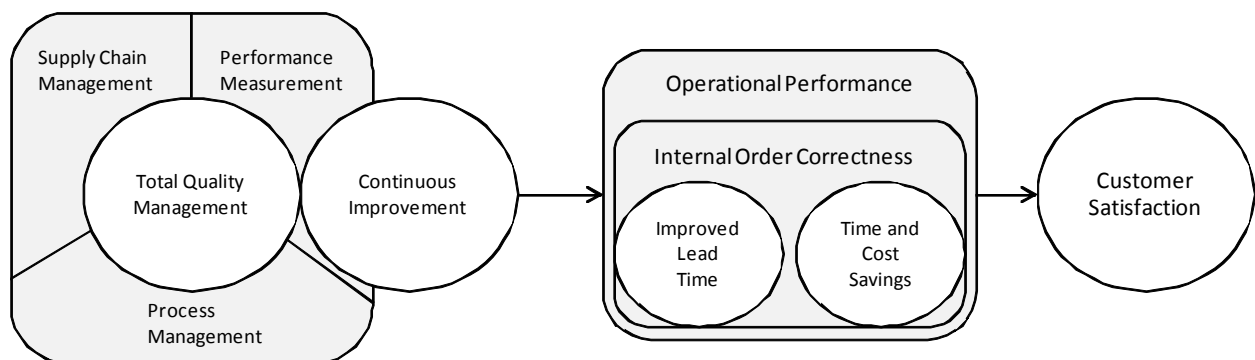 Supply Chain
Management
Performance
Measurement
Total Quality
Management
Continuous
Improvement
Process
Management
Operational Performance
Internal Order Correctness
Improved
Lead
Time
Time and
Cost
Savings
Customer
Satisfaction